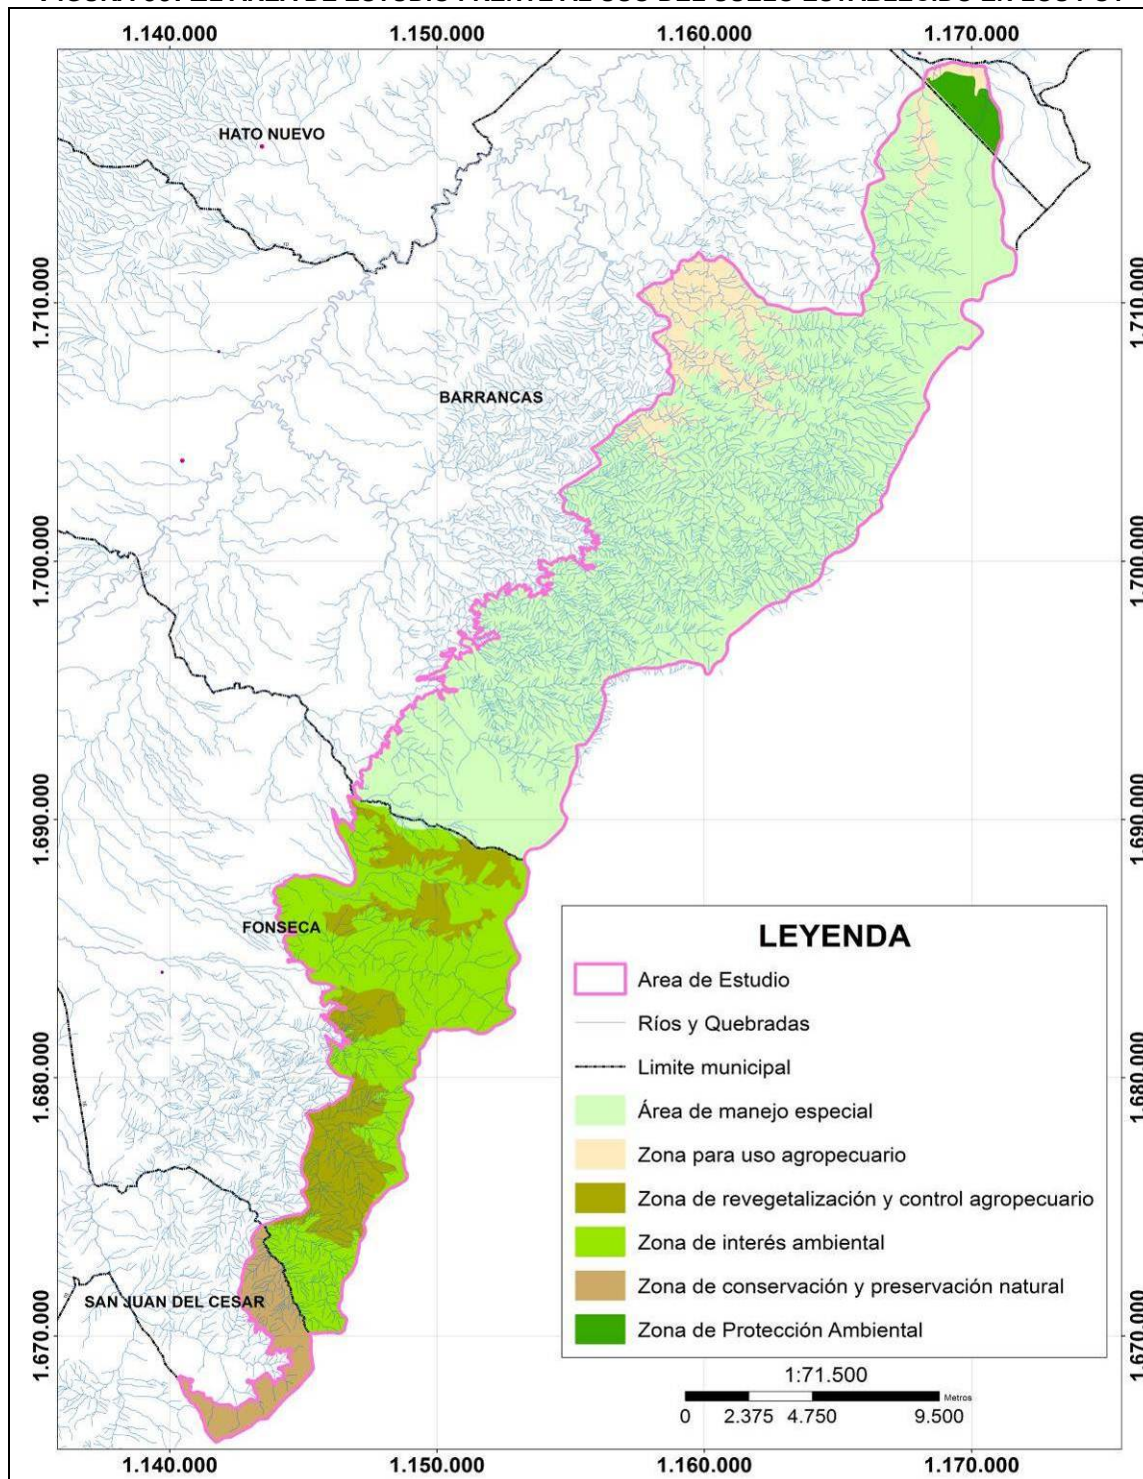 1.140.000 1.150.000 1.160.000 1.170.000
HATO NUEVO
1.710.000 1.710.000
BARRANCAS
1.700.000 1.700.000
1.690.000 1.690.000
FONSECA
LEYENDA
Area de Estudio
Ríos y Quebradas
Limite municipal
1.680.000 1.680.000
Área de manejo especial
Zona para uso agropecuario
Zona de revegetalización y control agropecuario
Zona de interés ambiental
Zona de conservación y preservación natural
SAN JUAN DEL CESAR
Zona de Protección Ambiental
1.670.000 1.670.000
1:71.500
Metros
0 2.375 4.750 9.500
1.140.000 1.150.000 1.160.000 1.170.000